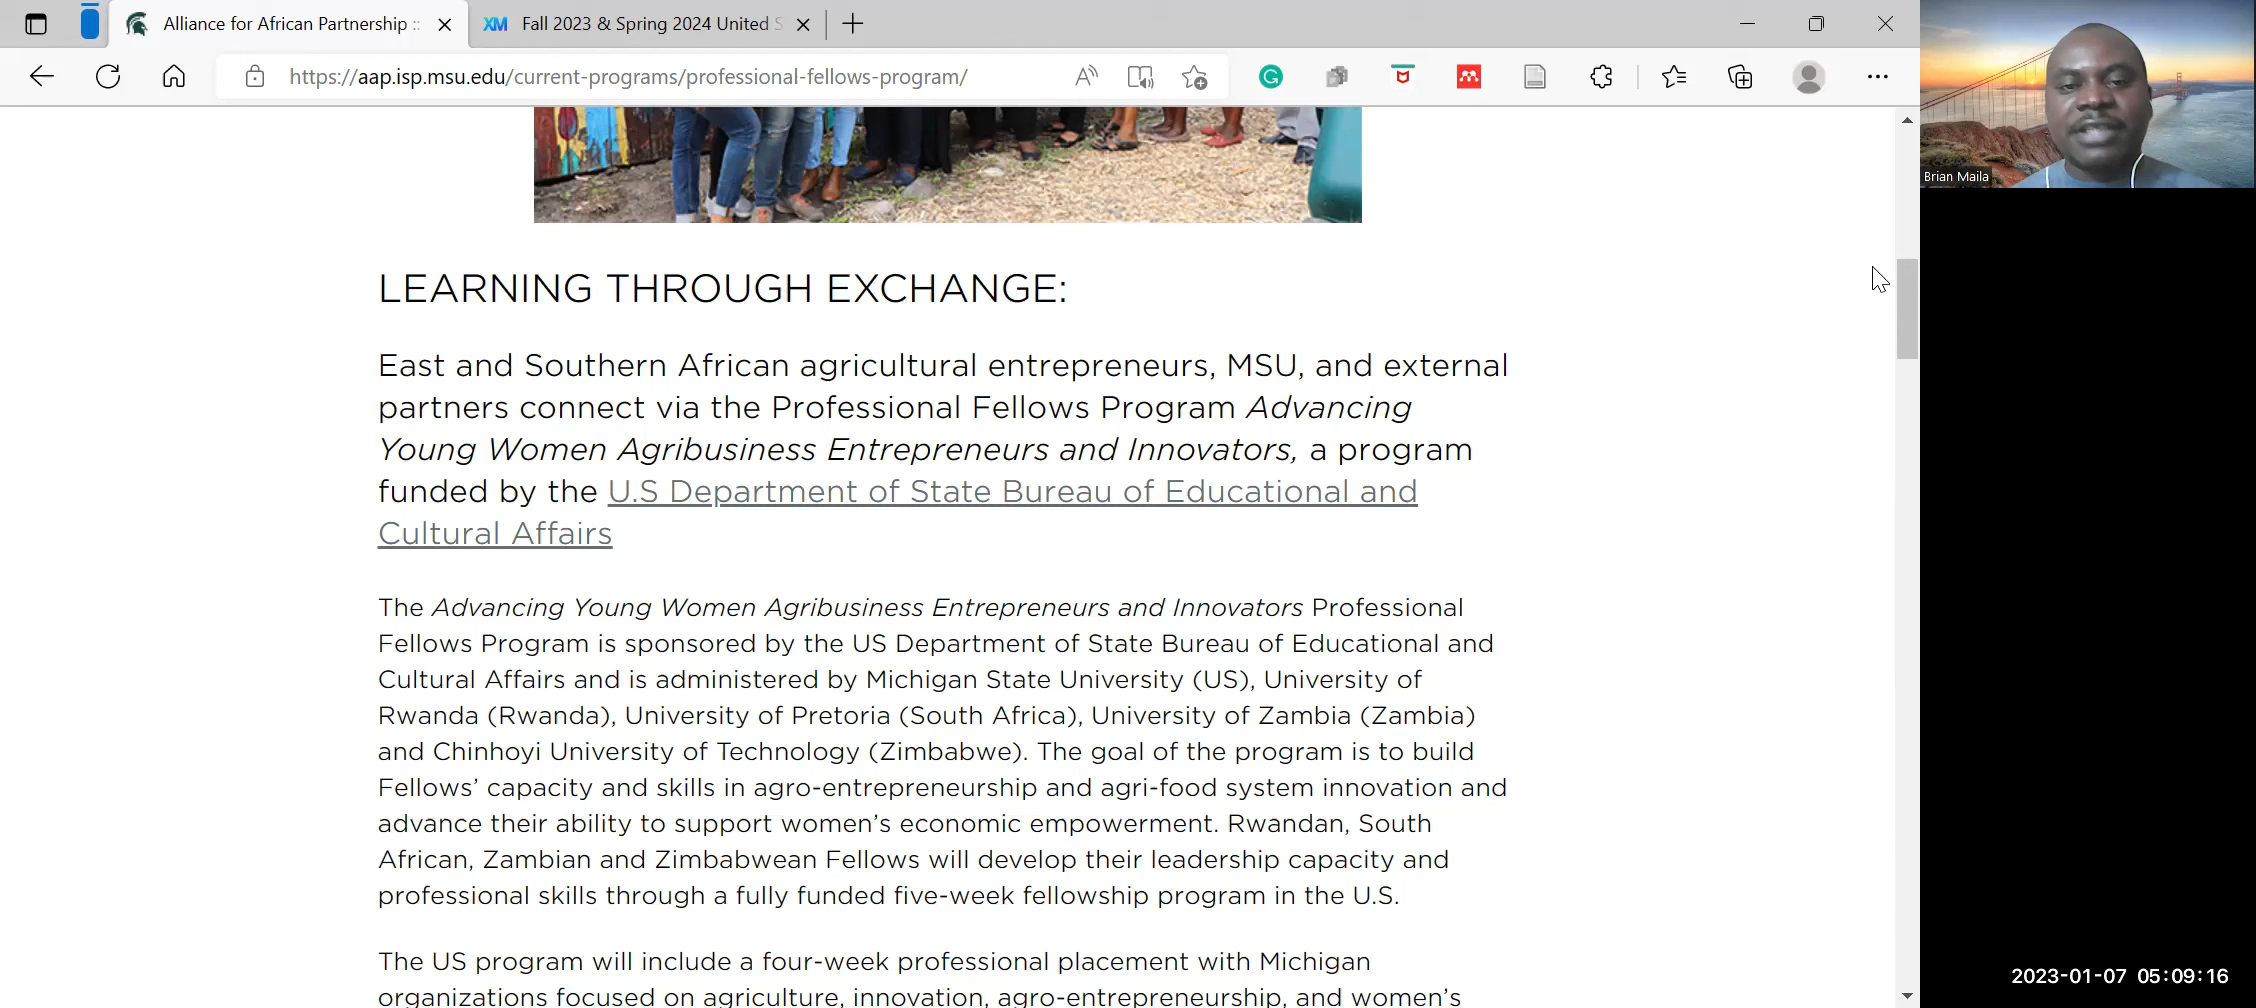 Alliance for African Partnership ::
XM Fall 2023 & Spring 2024 United S
https://aap.isp.msu.edu/current-programs/professional-fellows-program/
Brian Maila
LEARNING THROUGH EXCHANGE:
East and Southern African agricultural entrepreneurs, MSU, and external
partners connect via the Professional Fellows Program Advancing
Young Women Agribusiness Entrepreneurs and Innovators, a program
funded by the U.S Department of State Bureau of Educational and
Cultural Affairs
The Advancing Young Women Agribusiness Entrepreneurs and Innovators Professional
Fellows Program is sponsored by the US Department of State Bureau of Educational and
Cultural Affairs and is administered by Michigan State University (US), University of
Rwanda (Rwanda), University of Pretoria (South Africa), University of Zambia (Zambia)
and Chinhoyi University of Technology (Zimbabwe). The goal of the program is to build
Fellows’ capacity and skills in agro-entrepreneurship and agri-food system innovation and
advance their ability to support women’s economic empowerment. Rwandan, South
African, Zambian and Zimbabwean Fellows will develop their leadership capacity and
professional skills through a fully funded five-week fellowship program in the U.S.
The US program will include a four-week professional placement with Michigan
organizations focused on agriculture, innovation, agro-entrepreneurship, and women’s
2023-01-07 05:09:16